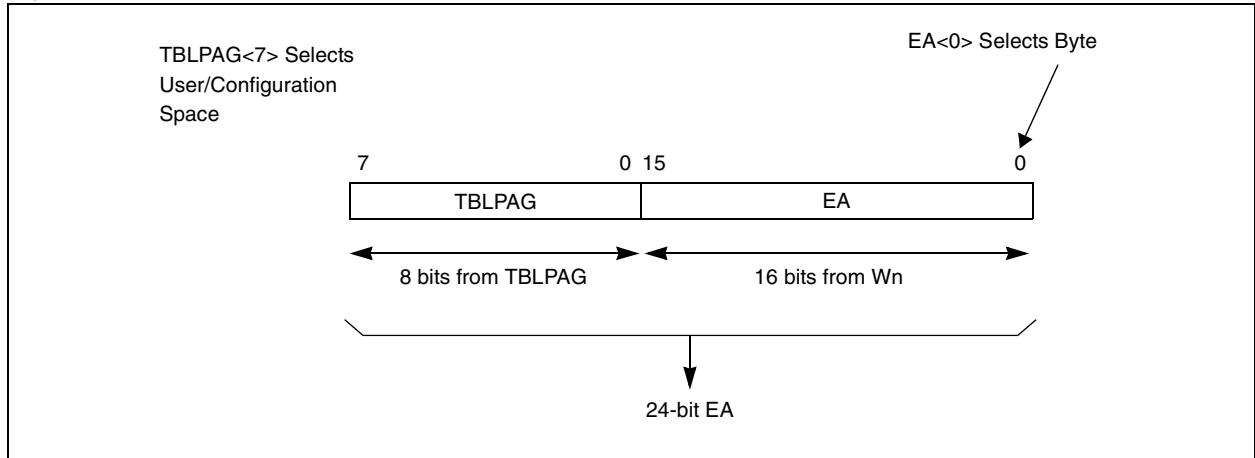 TBLPAG<7> Selects
User/Configuration
Space
EA<0> Selects Byte
7 0 15 0
TBLPAG EA
8 bits from TBLPAG 16 bits from Wn
24-bit EA